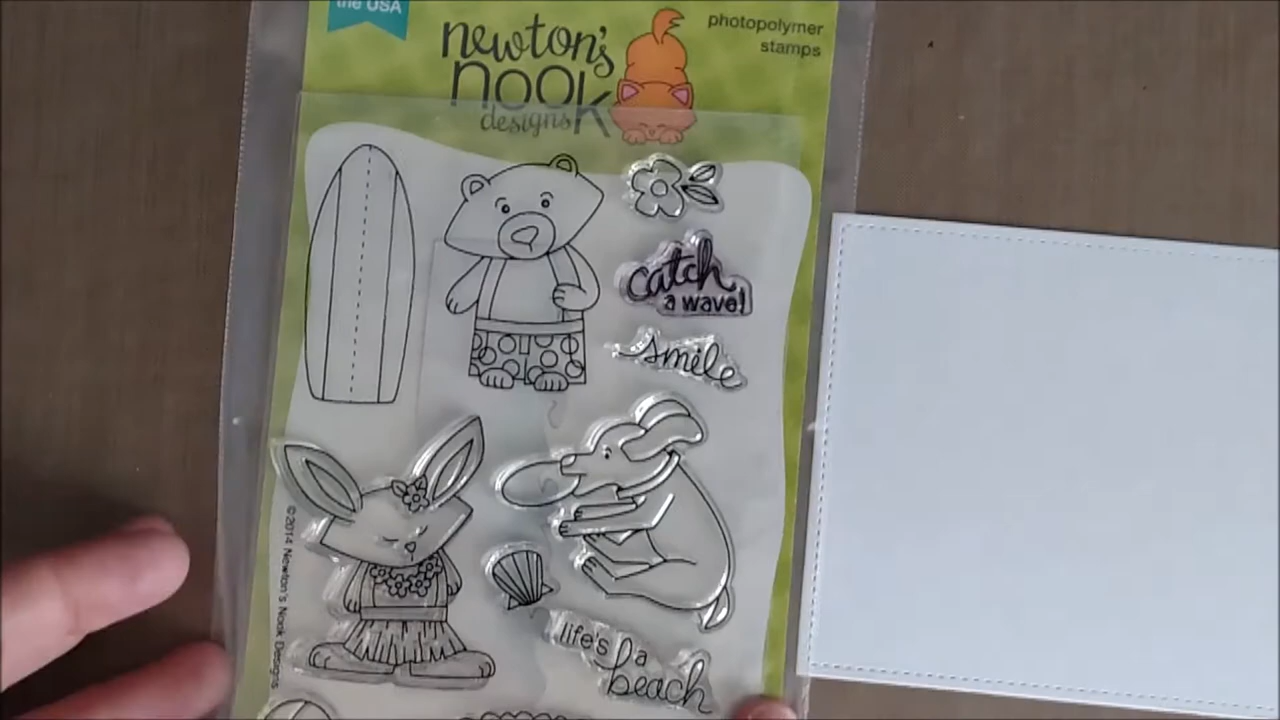 the USA
newton's
nook
designs
photopolymer
stamps
catch
a wave!
smile
life's a
beach
©2014 Newton's Nook Designs